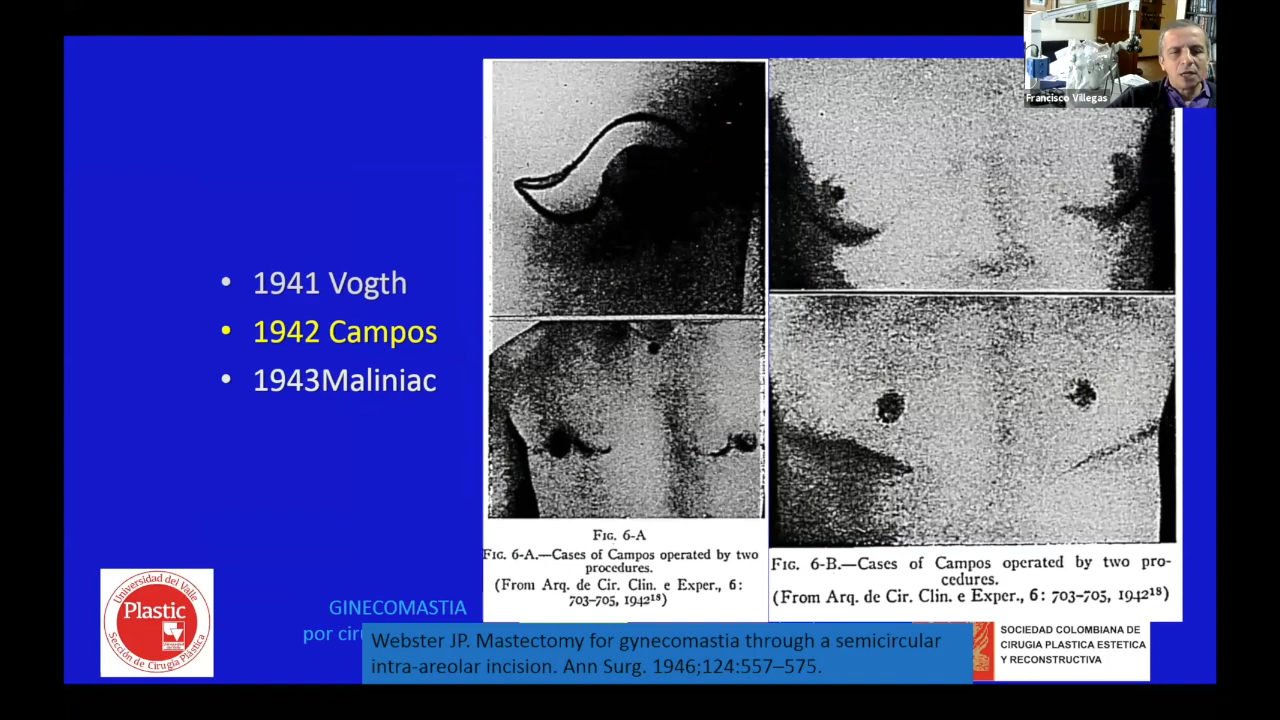 Francisco Villegas
• 1941 Vogth
• 1942 Campos
• 1943Maliniac
FIG. 6-A
FIG. 6-A.—Cases of Campos operated by two
procedures.
(From Arq. de Cir. Clin. e Exper., 6:
703-705, 1942¹⁸)
FIG. 6-B.—Cases of Campos operated by two pro-
cedures.
(From Arq. de Cir. Clin. e Exper., 6: 703-705, 1942¹⁸)
Universidad del Valle
Plastic
Sección de Cirugía Plástica
GINECOMASTIA
por cir
Webster JP. Mastectomy for gynecomastia through a semicircular
intra-areolar incision. Ann Surg. 1946;124:557–575.
SOCIEDAD COLOMBIANA DE
CIRUGIA PLASTICA ESTETICA
Y RECONSTRUCTIVA